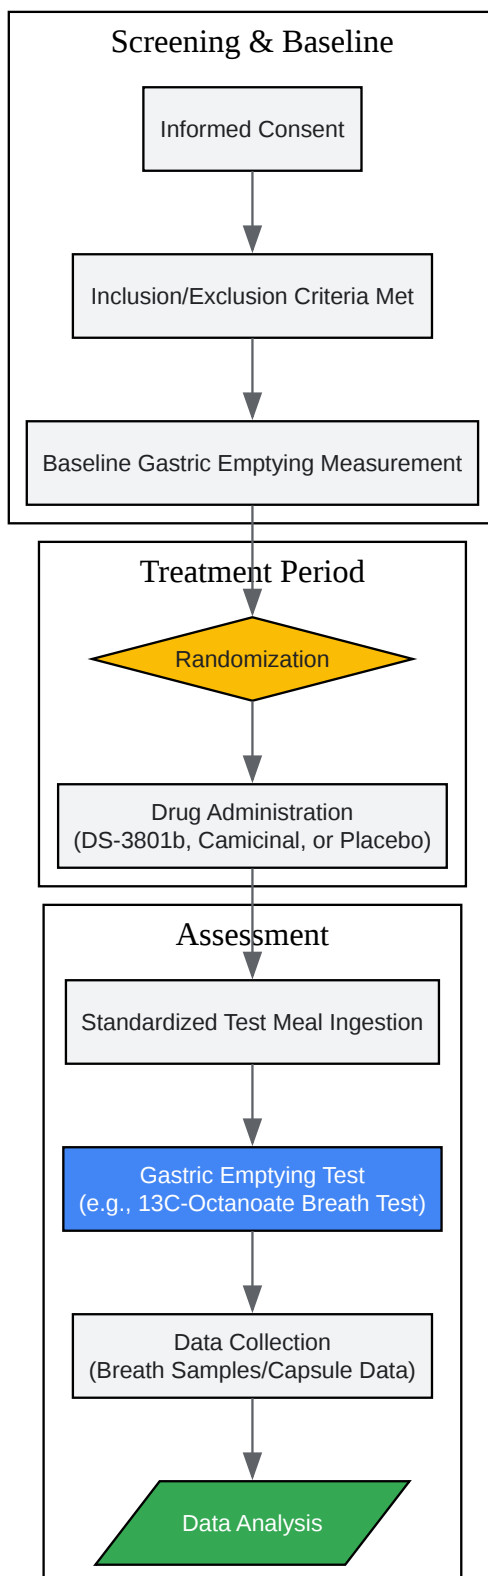 Screening & Baseline
Informed Consent
Inclusion/Exclusion Criteria Met
Baseline Gastric Emptying Measurement
Treatment Period
Randomization
Drug Administration
(DS-3801b, Camicinal, or Placebo)
Assessment
Standardized Test Meal Ingestion
Gastric Emptying Test
(e.g., 13C-Octanoate Breath Test)
Data Collection
(Breath Samples/Capsule Data)
Data Analysis